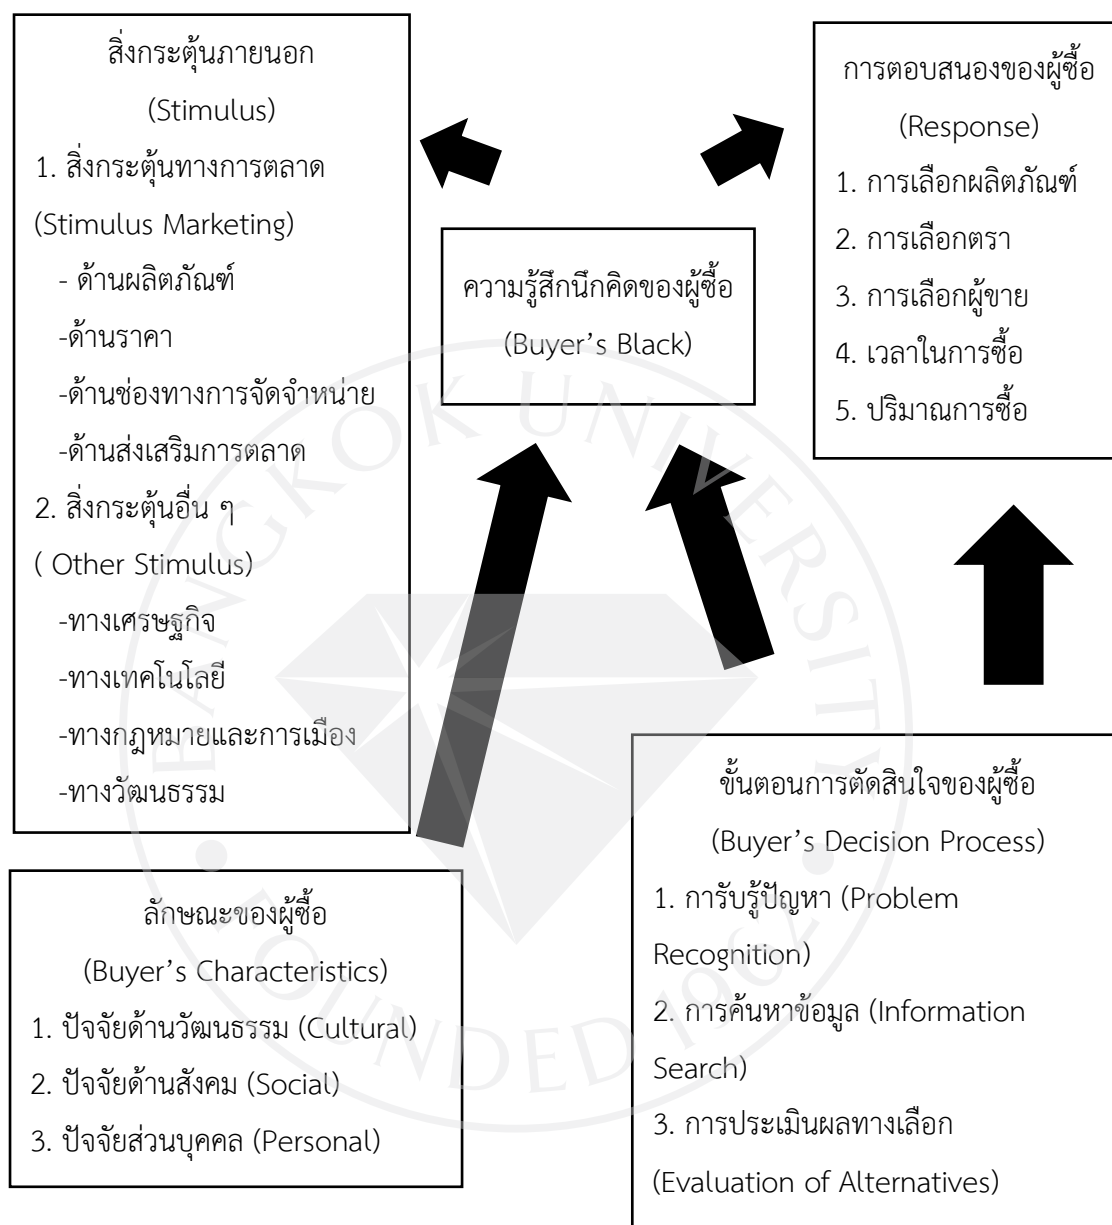 สิ่งกระตุ้นภายนอก
(Stimulus)
1. สิ่งกระตุ้นทางการตลาด
(Stimulus Marketing)
- ด้านผลิตภัณฑ์
-ด้านราคา
-ด้านช่องทางการจัดจำหน่าย
-ด้านส่งเสริมการตลาด
2. สิ่งกระตุ้นอื่น ๆ
( Other Stimulus)
-ทางเศรษฐกิจ
-ทางเทคโนโลยี
-ทางกฎหมายและการเมือง
-ทางวัฒนธรรม
ความรู้สึกนึกคิดของผู้ซื้อ
(Buyer’s Black)
การตอบสนองของผู้ซื้อ
(Response)
1. การเลือกผลิตภัณฑ์
2. การเลือกตรา
3. การเลือกผู้ขาย
4. เวลาในการซื้อ
5. ปริมาณการซื้อ
ลักษณะของผู้ซื้อ
(Buyer’s Characteristics)
1. ปัจจัยด้านวัฒนธรรม (Cultural)
2. ปัจจัยด้านสังคม (Social)
3. ปัจจัยส่วนบุคคล (Personal)
ขั้นตอนการตัดสินใจของผู้ซื้อ
(Buyer’s Decision Process)
1. การับรู้ปัญหา (Problem
Recognition)
2. การค้นหาข้อมูล (Information
Search)
3. การประเมินผลทางเลือก
(Evaluation of Alternatives)
BANGKOK UNIVERSITY
FOUNDED 1962